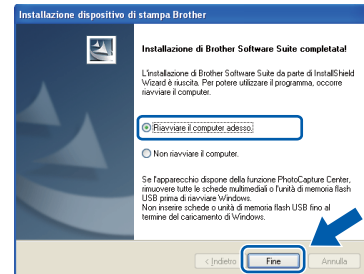 Installazione dispositivo di stampa Brother
Installazione di Brother Software Suite completata!
L'installazione di Brother Software Suite da parte di InstallShield
Wizard è riuscita. Per potere utilizzare il programma, occorre
riavviare il computer.
Riavviare il computer adesso.
Non riavviare il computer.
Se l'apparecchio dispone della funzione PhotoCapture Center,
rimuovere tutte le schede multimediali o l'unità di memoria flash
USB prima di riavviare Windows.
Non inserire schede o unità di memoria flash USB fino al
termine del caricamento di Windows.
< Indietro Fine Annulla